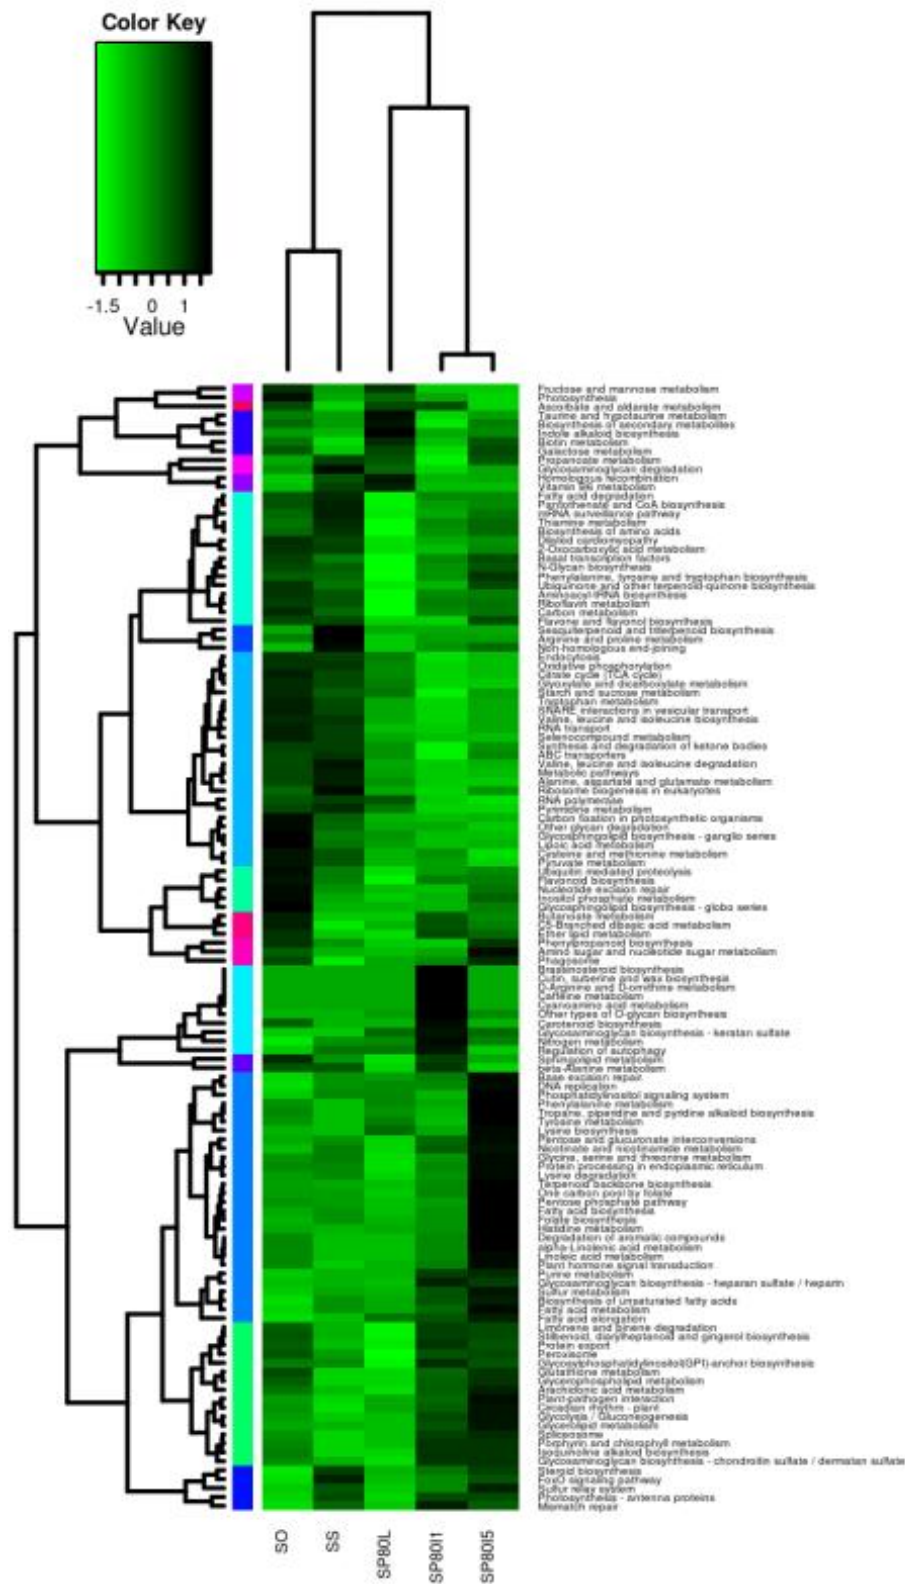 Color Key
-1.5 0 1
Value
Fructose and mannose metabolism
Photosynthesis
Ascorbate and aldarate metabolism
Taurine and hypotaurine metabolism
Biosynthesis of secondary metabolites
Indole alkaloid biosynthesis
Biotin metabolism
Galactose metabolism
Propanoate metabolism
Glycosaminoglycan degradation
Homologous recombination
Vitamin B6 metabolism
Fatty acid degradation
Pantothenate and CoA biosynthesis
mRNA surveillance pathway
Thiamine metabolism
Biosynthesis of amino acids
Dilated cardiomyopathy
2-Oxocarboxylic acid metabolism
Basal transcription factors
N-Glycan biosynthesis
Phenylalanine, tyrosine and tryptophan biosynthesis
Ubiquinone and other terpenoid-quinone biosynthesis
Aminoacyl-tRNA biosynthesis
Riboflavin metabolism
Carbon metabolism
Flavone and flavonol biosynthesis
Sesquiterpenoid and triterpenoid biosynthesis
Arginine and proline metabolism
Non-homologous end-joining
Endocytosis
Oxidative phosphorylation
Citrate cycle (TCA cycle)
Glyoxylate and dicarboxylate metabolism
Starch and sucrose metabolism
Tryptophan metabolism
SNARE interactions in vesicular transport
Valine, leucine and isoleucine biosynthesis
RNA transport
Selenocompound metabolism
Synthesis and degradation of ketone bodies
ABC transporters
Valine, leucine and isoleucine degradation
Metabolic pathways
Alanine, aspartate and glutamate metabolism
Ribosome biogenesis in eukaryotes
RNA polymerase
Pyrimidine metabolism
Carbon fixation in photosynthetic organisms
Other glycan degradation
Glycosphingolipid biosynthesis - ganglio series
Lipoic acid metabolism
Cysteine and methionine metabolism
Pyruvate metabolism
Ubiquitin mediated proteolysis
Flavonoid biosynthesis
Nucleotide excision repair
Inositol phosphate metabolism
Glycosphingolipid biosynthesis - globo series
Butanoate metabolism
C5-Branched dibasic acid metabolism
Ether lipid metabolism
Phenylpropanoid biosynthesis
Amino sugar and nucleotide sugar metabolism
Phagosome
Brassinosteroid biosynthesis
Cutin, suberine and wax biosynthesis
D-Arginine and D-ornithine metabolism
Caffeine metabolism
Cyanoamino acid metabolism
Other types of O-glycan biosynthesis
Carotenoid biosynthesis
Glycosaminoglycan biosynthesis - keratan sulfate
Nitrogen metabolism
Regulation of autophagy
Sphingolipid metabolism
beta-Alanine metabolism
Base excision repair
DNA replication
Phosphatidylinositol signaling system
Phenylalanine metabolism
Tropane, piperidine and pyridine alkaloid biosynthesis
Tyrosine metabolism
Lysine biosynthesis
Pentose and glucuronate interconversions
Nicotinate and nicotinamide metabolism
Glycine, serine and threonine metabolism
Protein processing in endoplasmic reticulum
Lysine degradation
Terpenoid backbone biosynthesis
One carbon pool by folate
Pentose phosphate pathway
Fatty acid biosynthesis
Folate biosynthesis
Histidine metabolism
Degradation of aromatic compounds
alpha-Linolenic acid metabolism
Linoleic acid metabolism
Plant hormone signal transduction
Purine metabolism
Glycosaminoglycan biosynthesis - heparan sulfate / heparin
Sulfur metabolism
Biosynthesis of unsaturated fatty acids
Fatty acid metabolism
Fatty acid elongation
Limonene and pinene degradation
Stilbenoid, diarylheptanoid and gingerol biosynthesis
Protein export
Peroxisome
Glycosylphosphatidylinositol(GPI)-anchor biosynthesis
Glutathione metabolism
Glycerophospholipid metabolism
Arachidonic acid metabolism
Plant-pathogen interaction
Circadian rhythm - plant
Glycolysis / Gluconeogenesis
Glycerolipid metabolism
Spliceosome
Porphyrin and chlorophyll metabolism
Isoquinoline alkaloid biosynthesis
Glycosaminoglycan biosynthesis - chondroitin sulfate / dermatan sulfate
Steroid biosynthesis
FoxO signaling pathway
Sulfur relay system
Photosynthesis - antenna proteins
Mismatch repair
SO
SS
SP80L
SP80I1
SP80I5